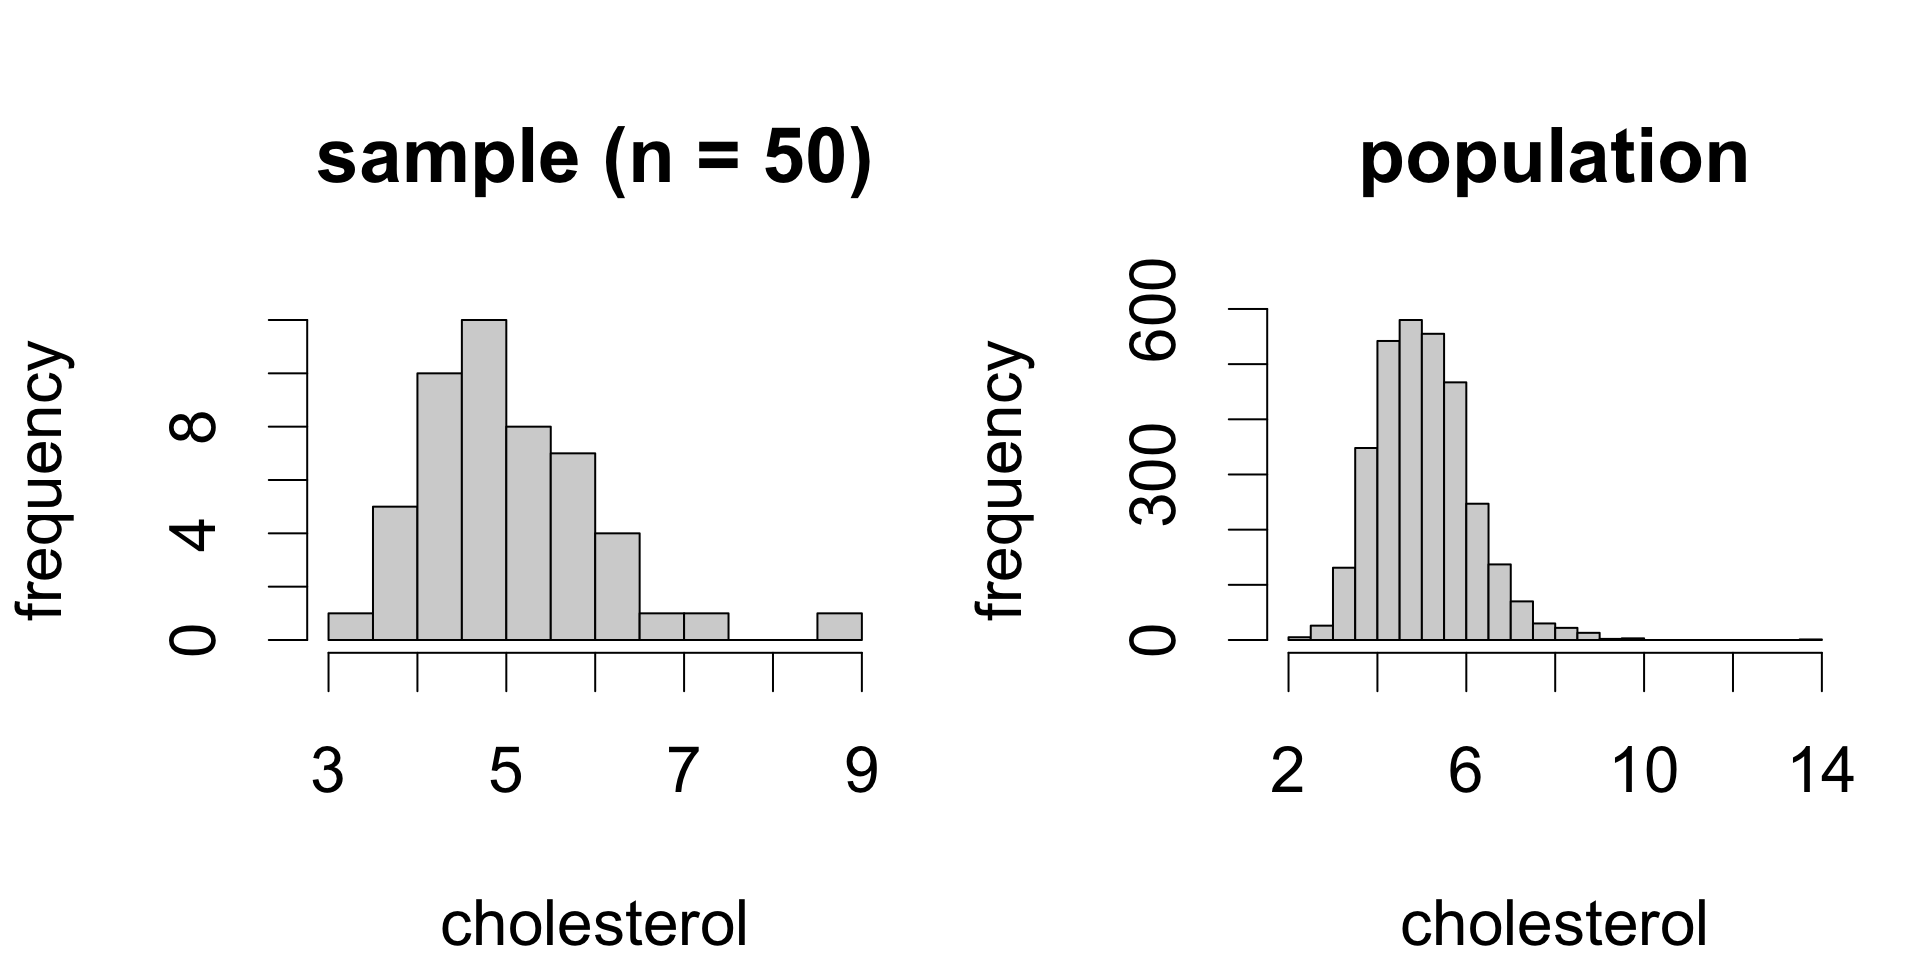 sample (n = 50)
frequency
0 4 8
3 5 7 9
cholesterol
population
frequency
0 300 600
2 6 10 14
cholesterol